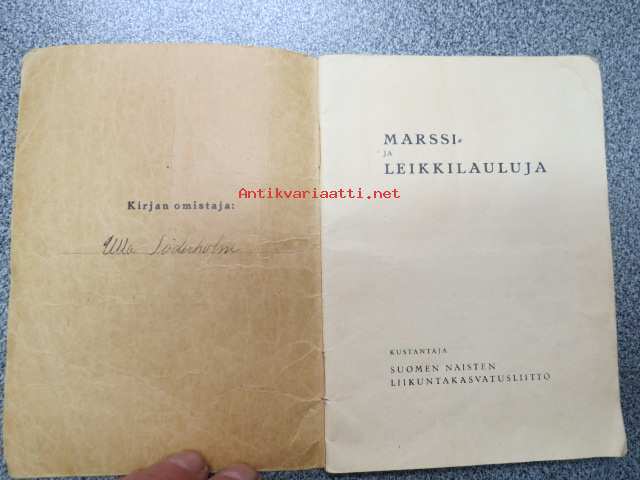 Kirjan omistaja:
Ulla Söderholm
MARSSI-
JA
LEIKKILAULUJA
Antikvariaatti.net
KUSTANTAJA
SUOMEN NAISTEN
LIIKUNTAKASVATUSLIITTO